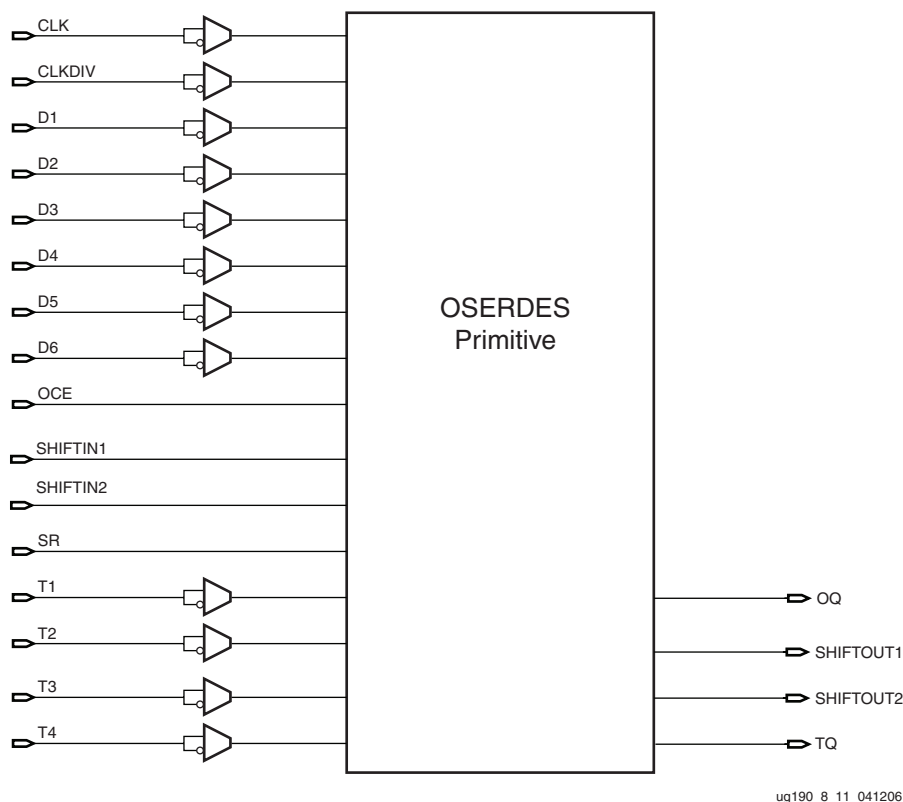 CLK
CLKDIV
D1
D2
D3
D4
D5
D6
OCE
SHIFTIN1
SHIFTIN2
SR
T1
T2
T3
T4
OSERDES
Primitive
OQ
SHIFTOUT1
SHIFTOUT2
TQ
ug190_8_11_041206